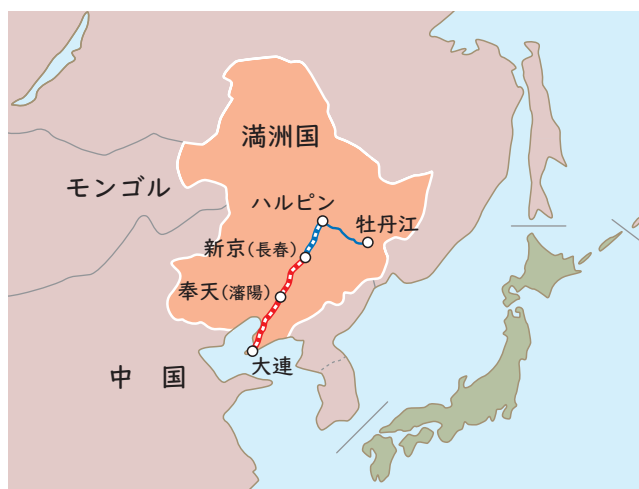 満洲国
モンゴル
ハルピン
牡丹江
新京(長春)
奉天(瀋陽)
大連
中 国